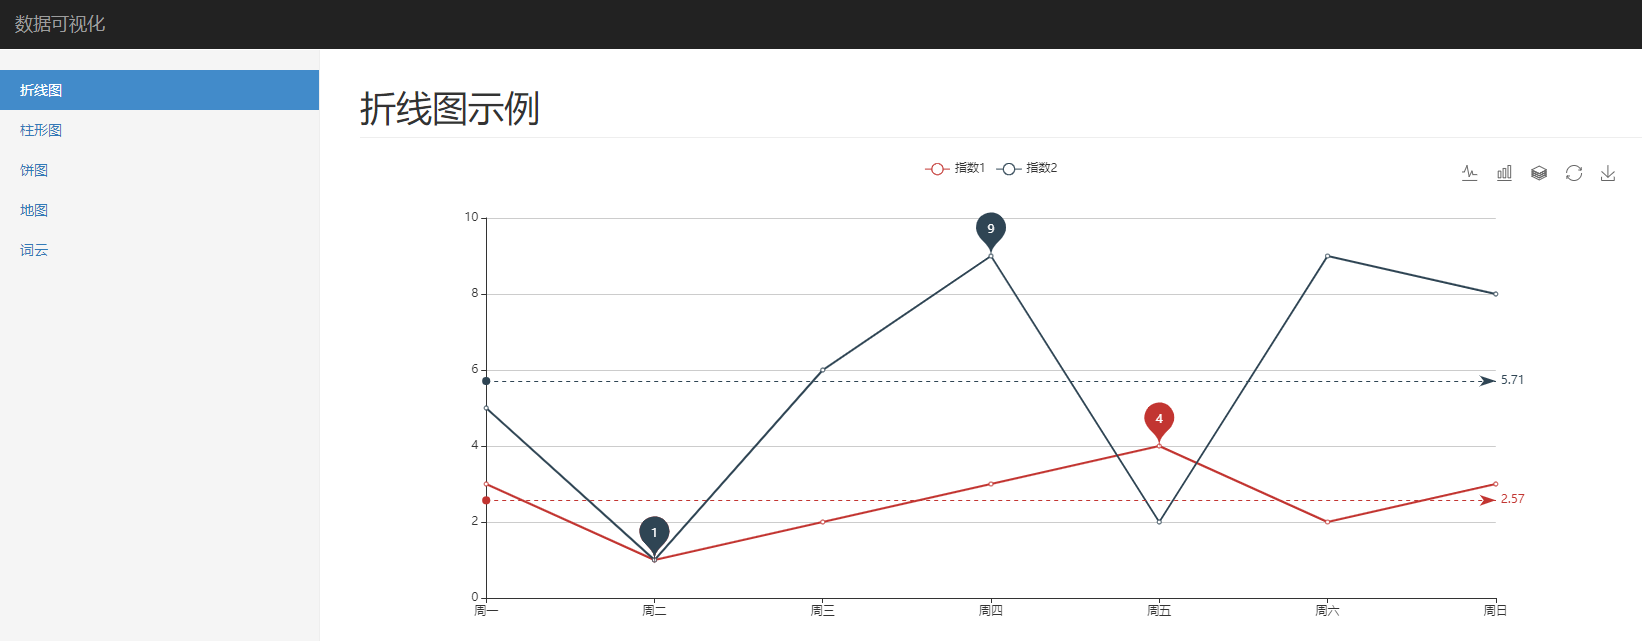 数据可视化
折线图
柱形图
饼图
地图
词云
折线图示例
指数1 指数2
10
8
6
4
2
0
9
4
1
5.71
2.57
周一 周二 周三 周四 周五 周六 周日